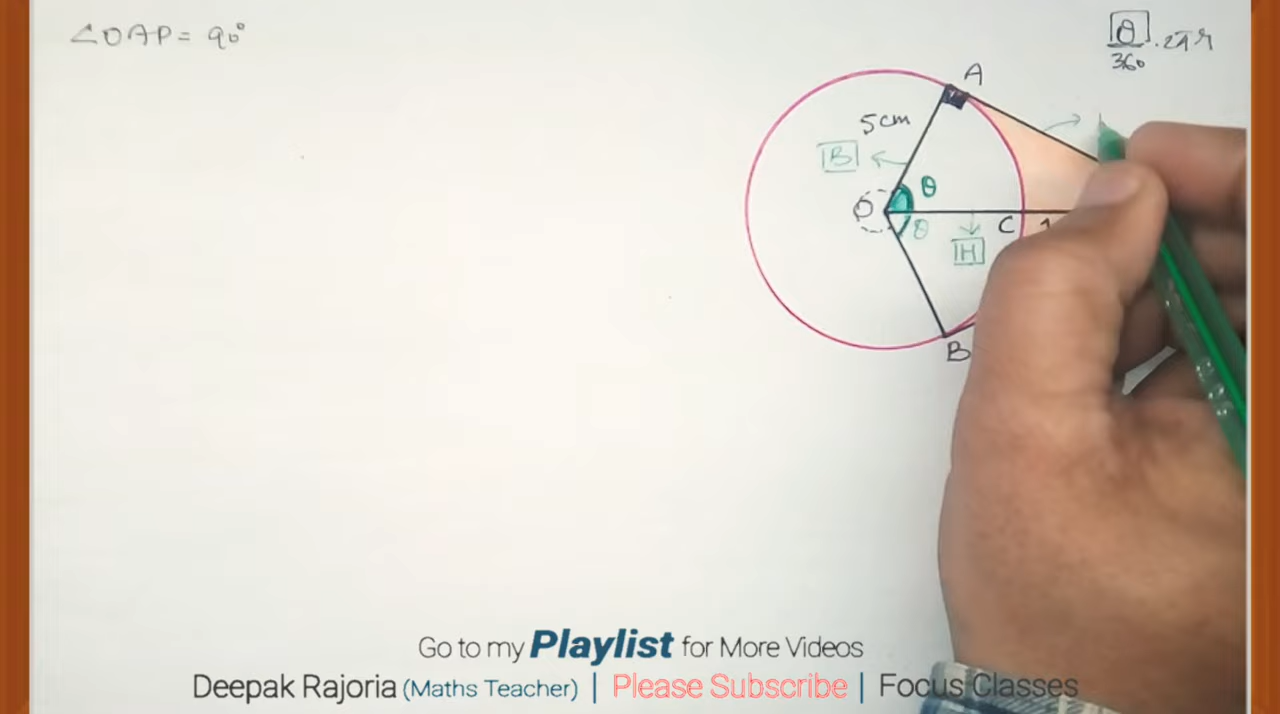 ∠OAP = 90°
θ/360 · 2πr
A
5cm
B
θ
O
θ
C
H
B
Go to my Playlist for More Videos
Deepak Rajoria (Maths Teacher) | Please Subscribe | Focus Classes